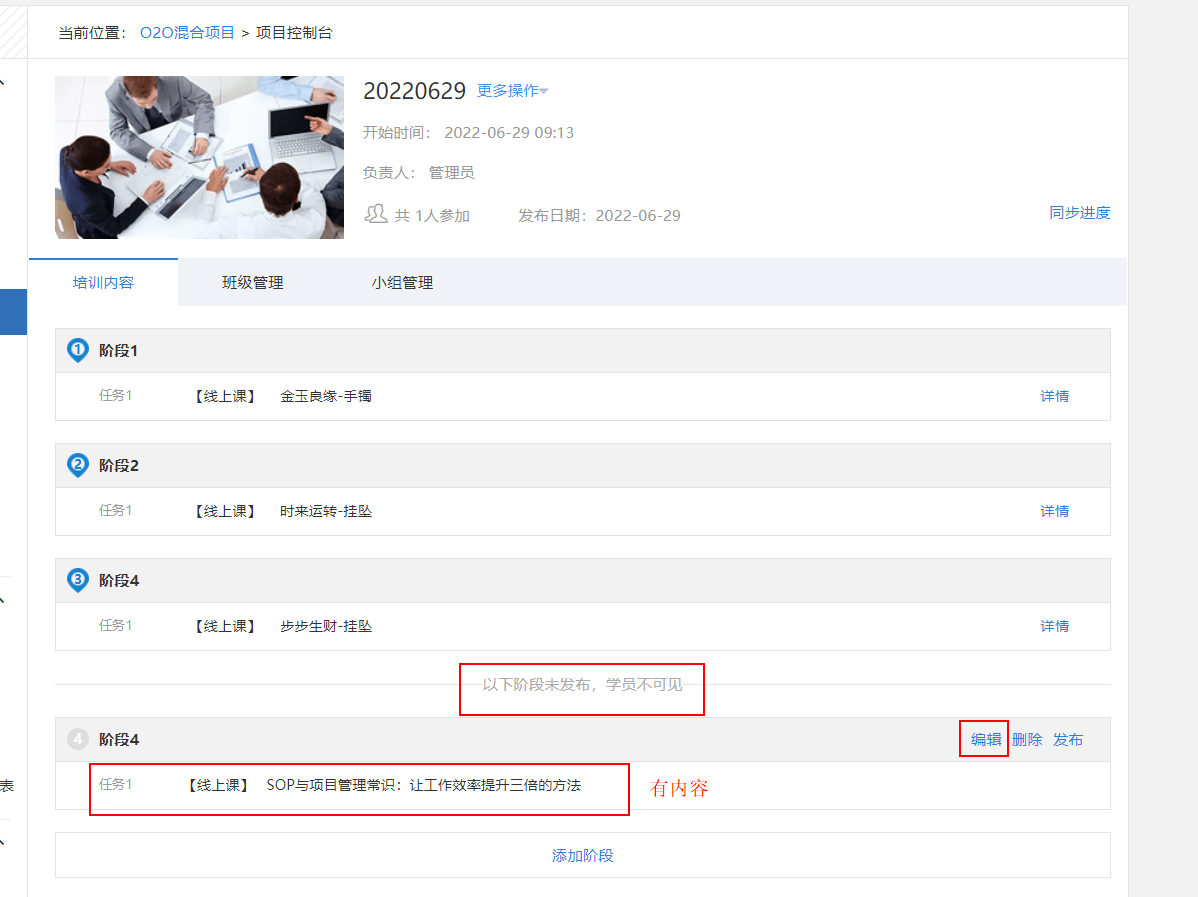 当前位置： O2O混合项目 > 项目控制台
20220629 更多操作
开始时间： 2022-06-29 09:13
负责人： 管理员
共 1人参加 发布日期：2022-06-29
同步进度
培训内容 班级管理 小组管理
1 阶段1
任务1 【线上课】 金玉良缘-手镯 详情
2 阶段2
任务1 【线上课】 时来运转-挂坠 详情
3 阶段4
任务1 【线上课】 步步生财-挂坠 详情
以下阶段未发布，学员不可见
4 阶段4 编辑 删除 发布
表
任务1 【线上课】 SOP与项目管理常识：让工作效率提升三倍的方法 有内容
添加阶段